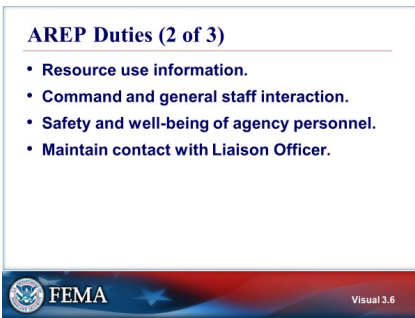 AREP Duties (2 of 3)
• Resource use information.
• Command and general staff interaction.
• Safety and well-being of agency personnel.
• Maintain contact with Liaison Officer.
FEMA
Visual 3.6